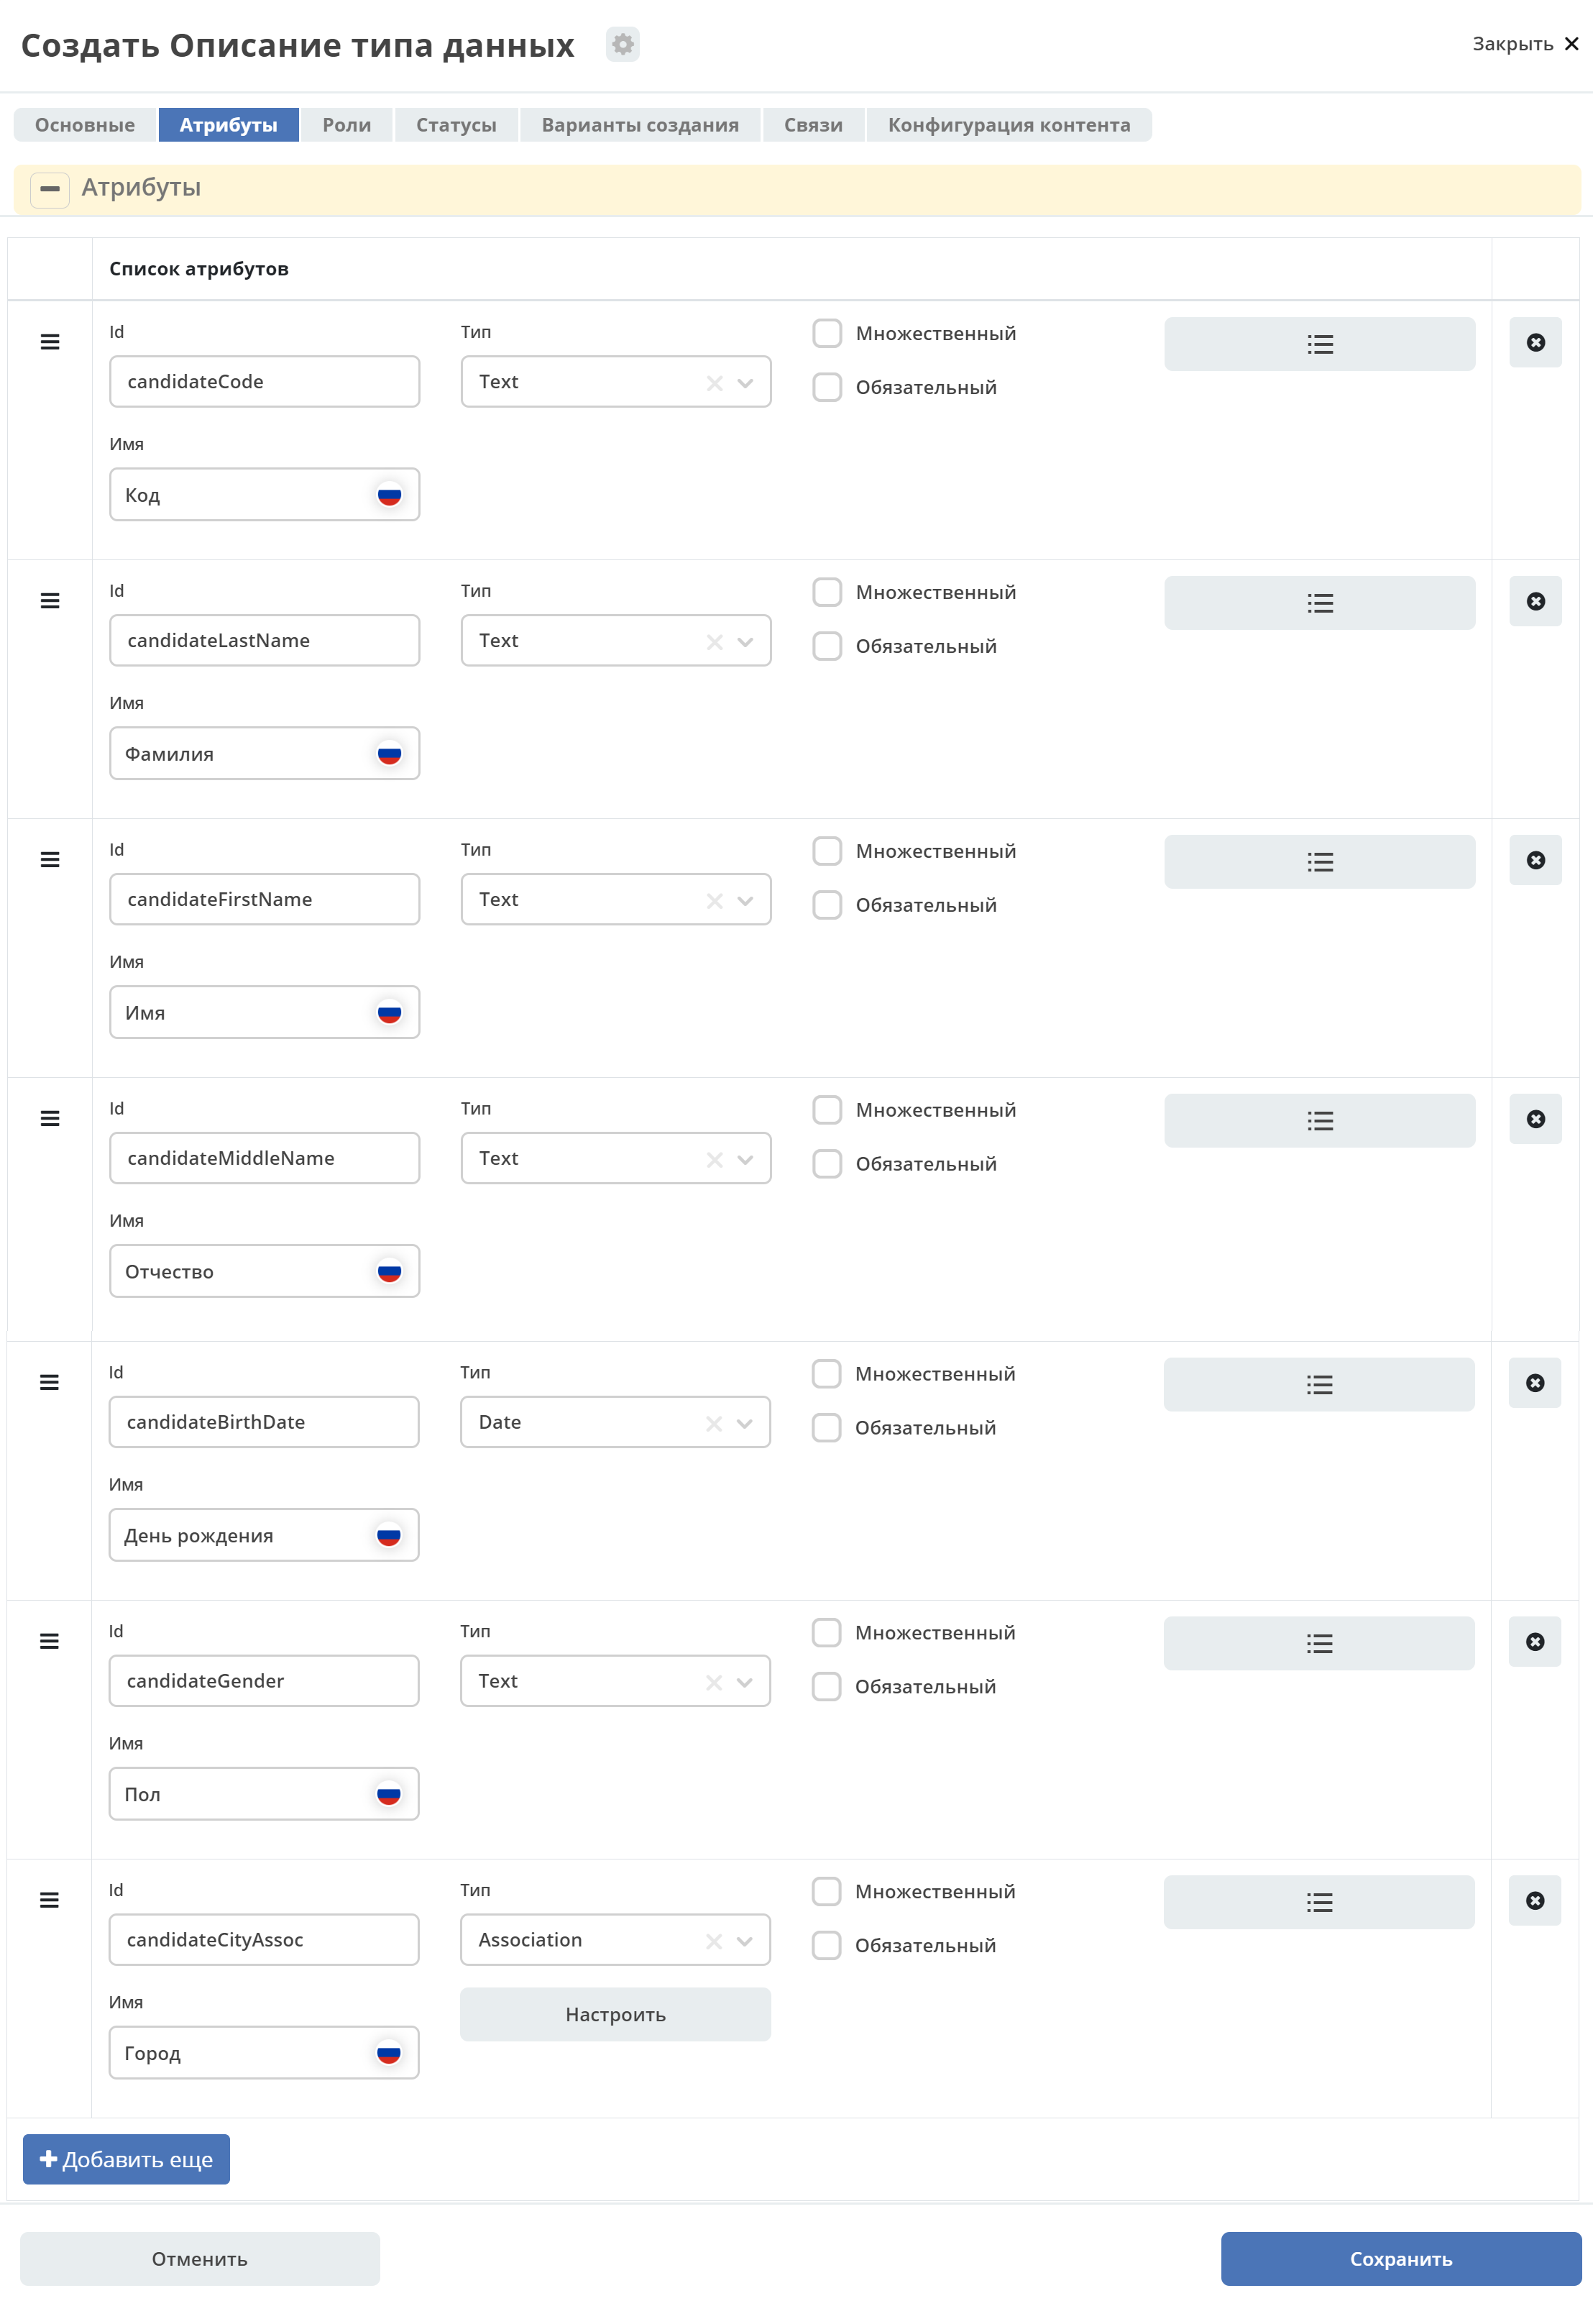 Создать Описание типа данных
Закрыть
Основные Атрибуты Роли Статусы Варианты создания Связи Конфигурация контента
Атрибуты
Список атрибутов
Id Тип Множественный
candidateCode Text Обязательный
Имя
Код
Id Тип Множественный
candidateLastName Text Обязательный
Имя
Фамилия
Id Тип Множественный
candidateFirstName Text Обязательный
Имя
Имя
Id Тип Множественный
candidateMiddleName Text Обязательный
Имя
Отчество
Id Тип Множественный
candidateBirthDate Date Обязательный
Имя
День рождения
Id Тип Множественный
candidateGender Text Обязательный
Имя
Пол
Id Тип Множественный
candidateCityAssoc Association Обязательный
Имя Настроить
Город
Добавить еще
Отменить Сохранить